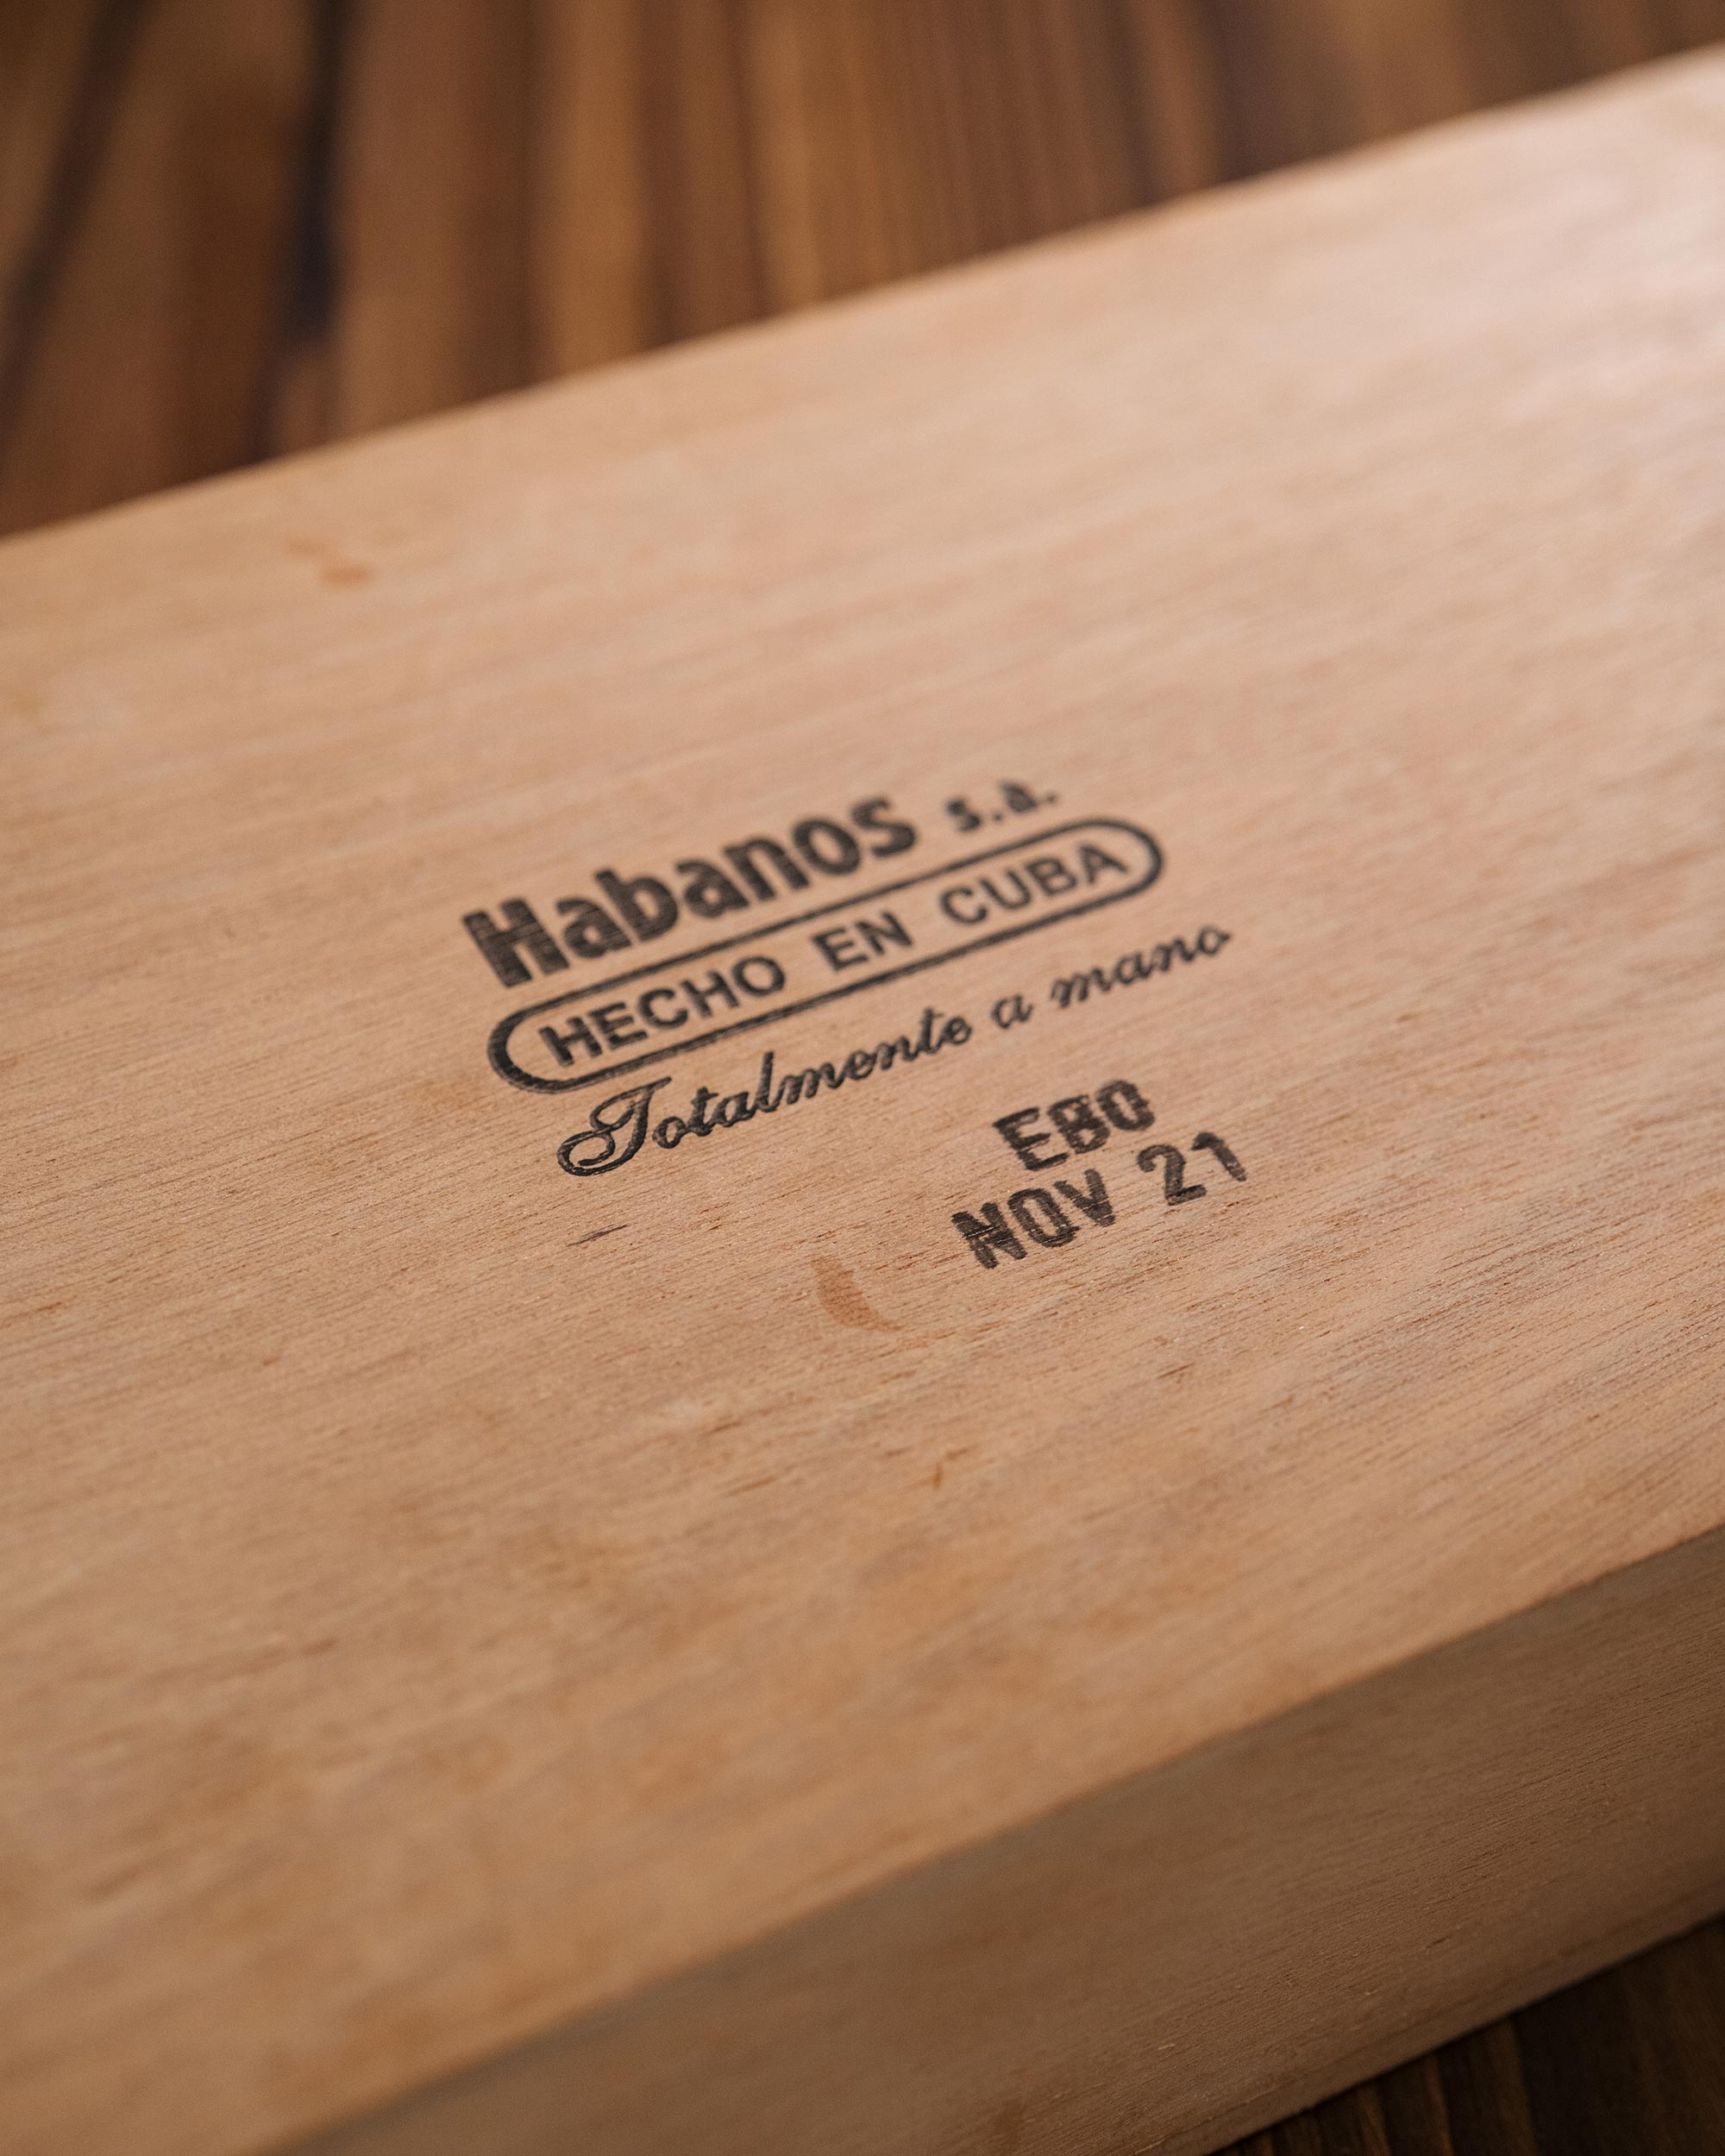 Habanos s.a.
HECHO EN CUBA
Totalmente a mano
EBO
NOV 21